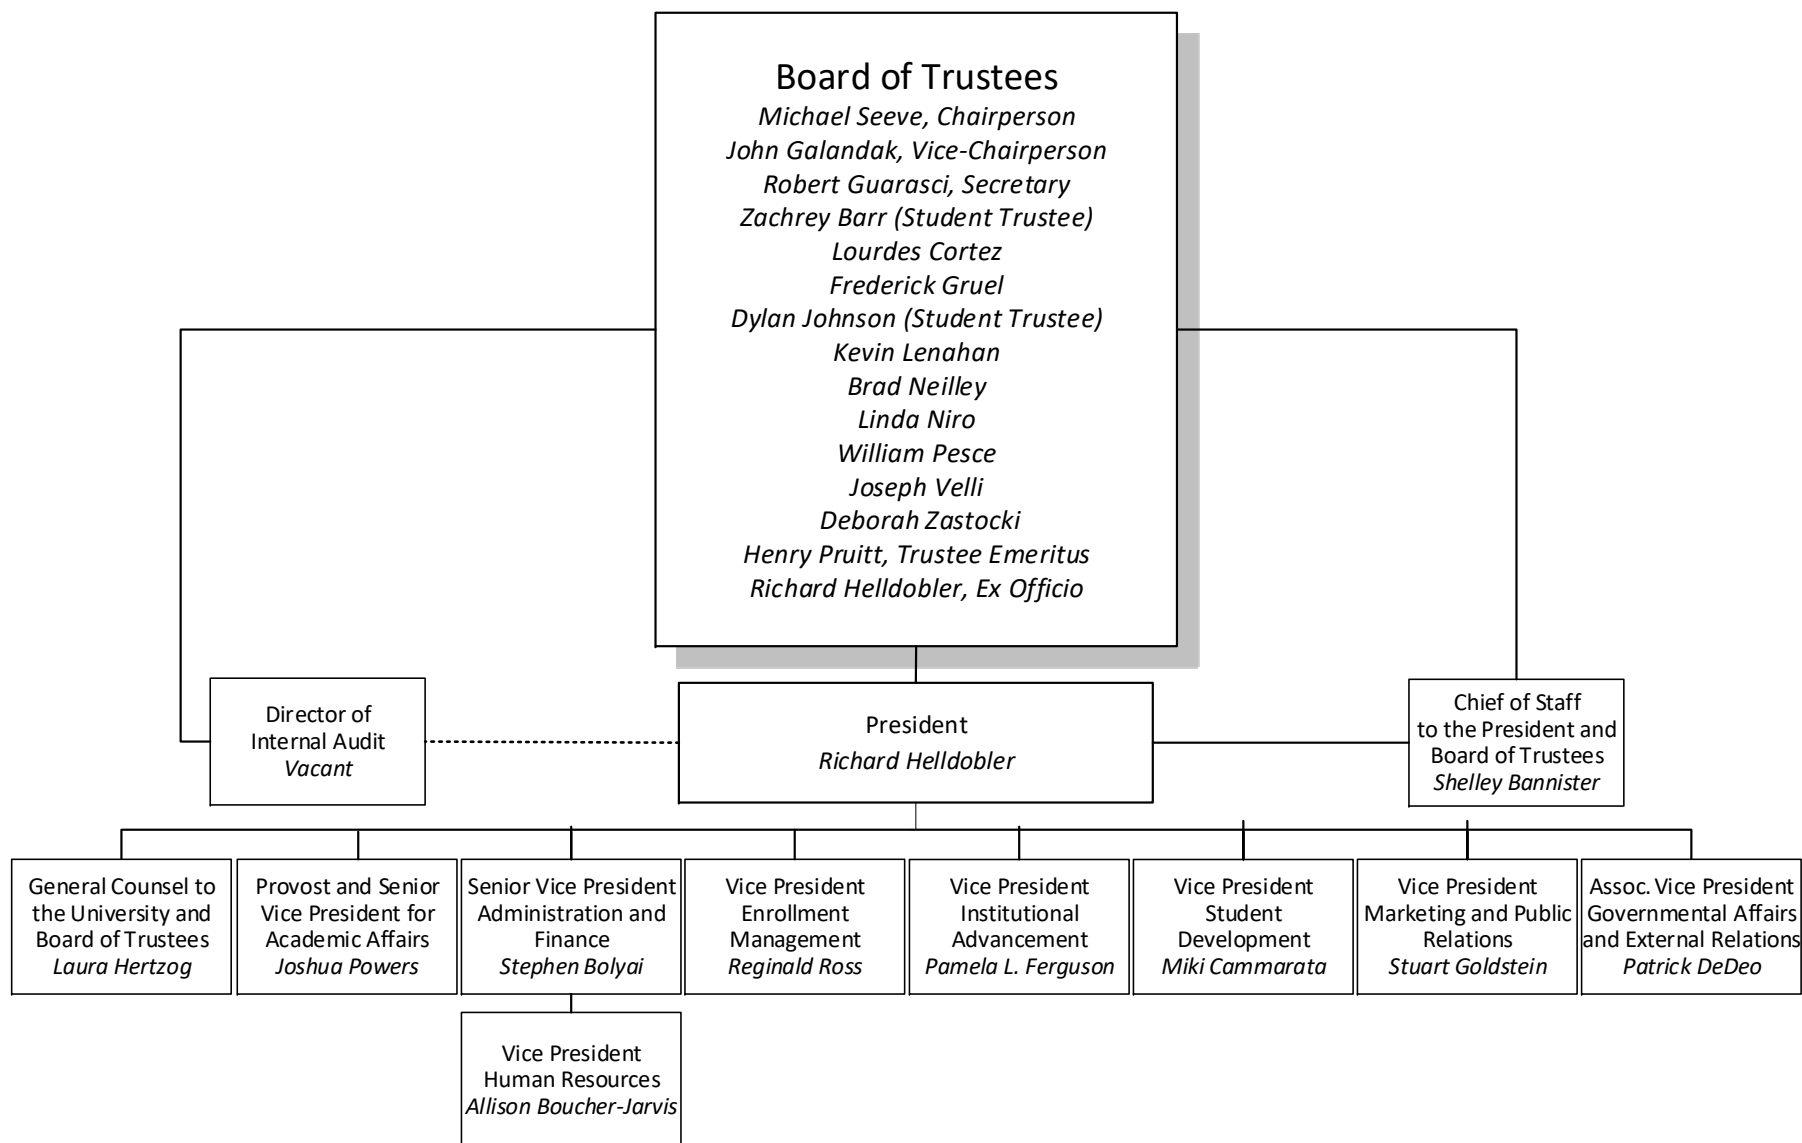 Board of Trustees
Michael Seeve, Chairperson
John Galandak, Vice-Chairperson
Robert Guarasci, Secretary
Zachrey Barr (Student Trustee)
Lourdes Cortez
Frederick Gruel
Dylan Johnson (Student Trustee)
Kevin Lenahan
Brad Neilley
Linda Niro
William Pesce
Joseph Velli
Deborah Zastocki
Henry Pruitt, Trustee Emeritus
Richard Helldobler, Ex Officio
Director of
Internal Audit
Vacant
President
Richard Helldobler
Chief of Staff
to the President and
Board of Trustees
Shelley Bannister
General Counsel to
the University and
Board of Trustees
Laura Hertzog
Provost and Senior
Vice President for
Academic Affairs
Joshua Powers
Senior Vice President
Administration and
Finance
Stephen Bolyai
Vice President
Enrollment
Management
Reginald Ross
Vice President
Institutional
Advancement
Pamela L. Ferguson
Vice President
Student
Development
Miki Cammarata
Vice President
Marketing and Public
Relations
Stuart Goldstein
Assoc. Vice President
Governmental Affairs
and External Relations
Patrick DeDeo
Vice President
Human Resources
Allison Boucher-Jarvis